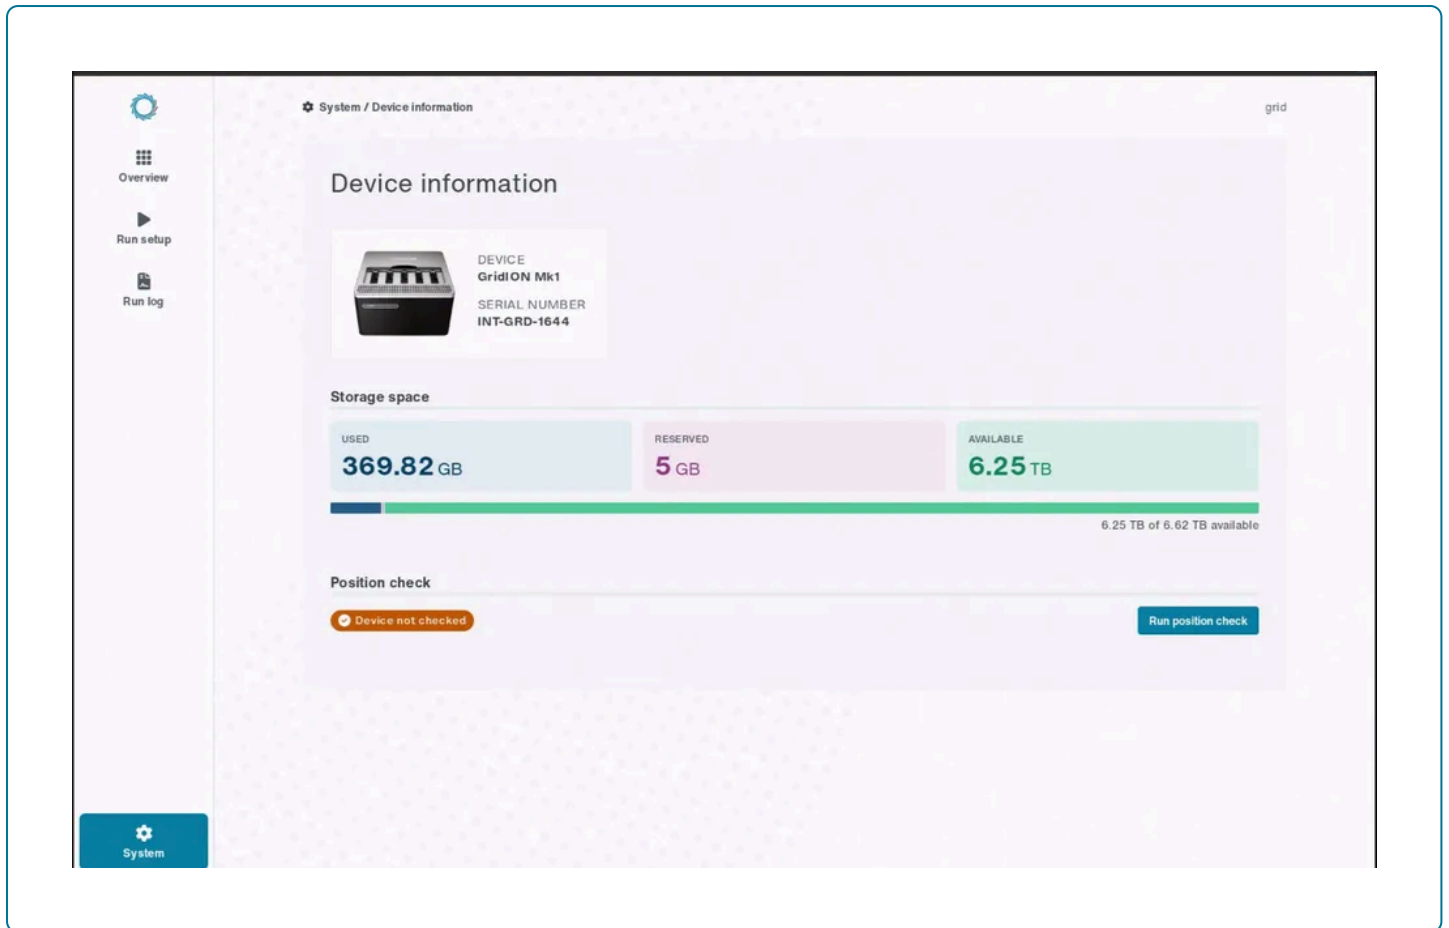 System / Device information
grid
Overview
Run setup
Run log
Device information
DEVICE
GridION Mk1
SERIAL NUMBER
INT-GRD-1644
Storage space
USED
369.82 GB
RESERVED
5 GB
AVAILABLE
6.25 TB
6.25 TB of 6.62 TB available
Position check
Device not checked
Run position check
System